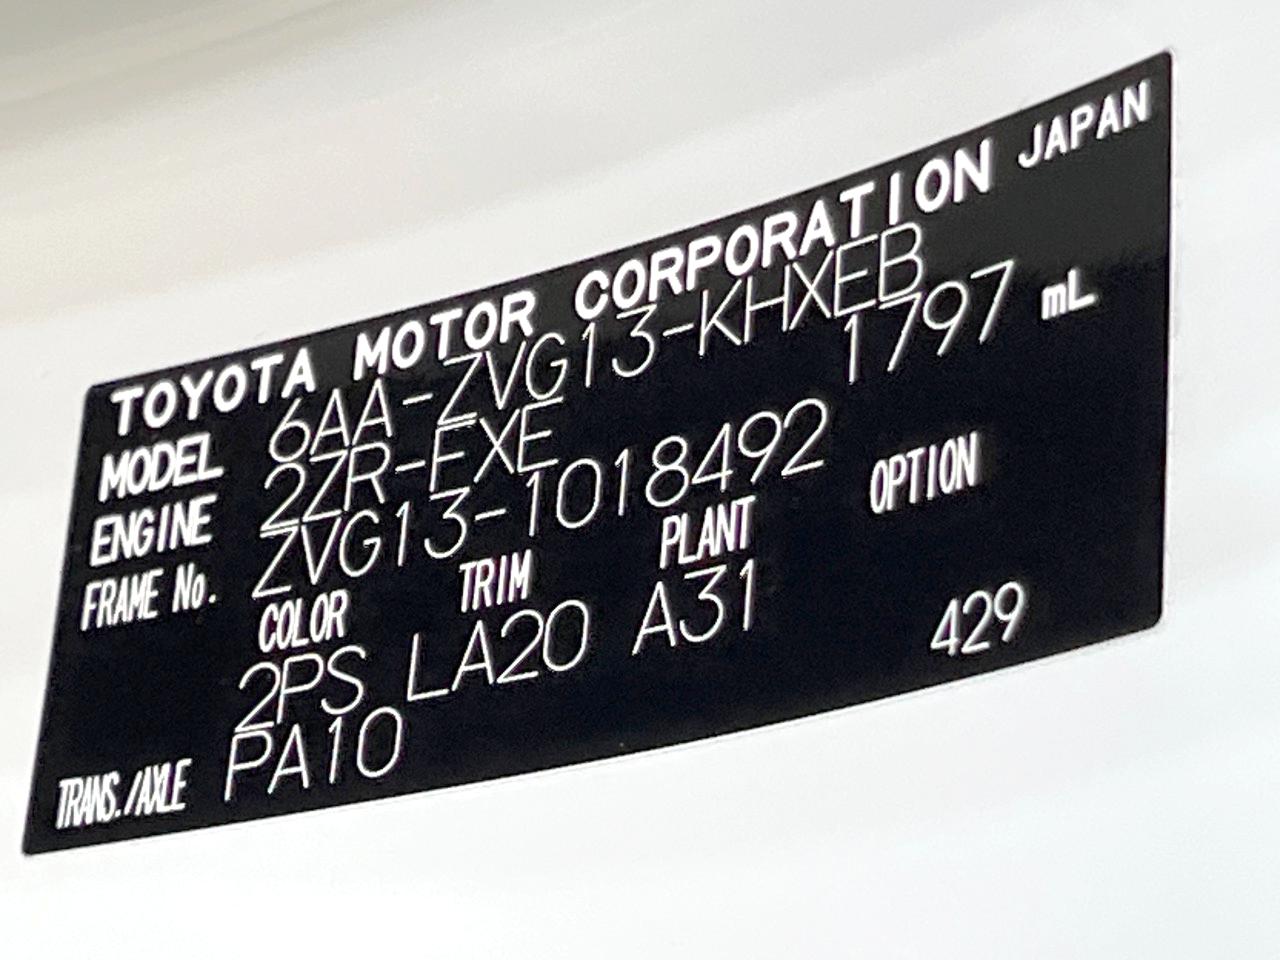 TOYOTA MOTOR CORPORATION JAPAN
MODEL 6AA-ZVG13-KHXEB
ENGINE 2ZR-FXE 1797 mL
FRAME No. ZVG13-1018492
COLOR TRIM PLANT OPTION
2PS LA20 A31
TRANS./AXLE PA10 429